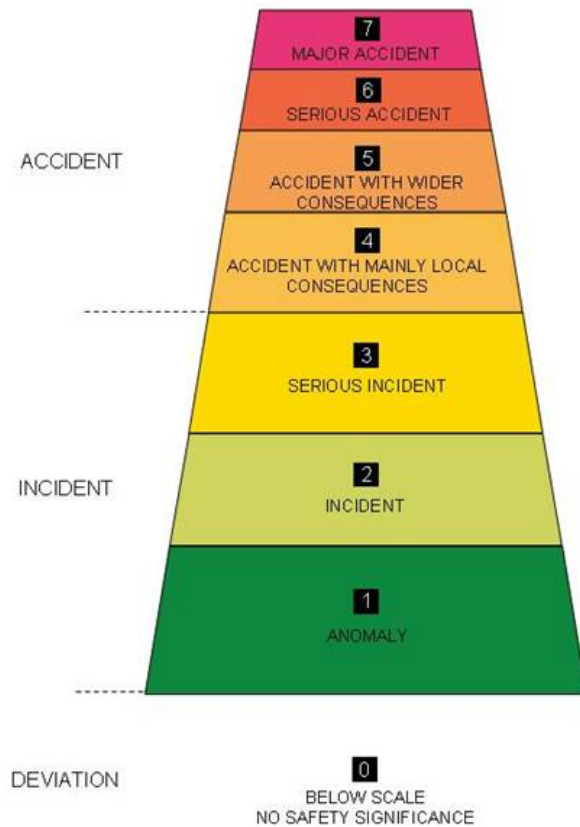 7
MAJOR ACCIDENT
6
SERIOUS ACCIDENT
ACCIDENT
5
ACCIDENT WITH WIDER
CONSEQUENCES
4
ACCIDENT WITH MAINLY LOCAL
CONSEQUENCES
3
SERIOUS INCIDENT
INCIDENT
2
INCIDENT
1
ANOMALY
DEVIATION
0
BELOW SCALE
NO SAFETY SIGNIFICANCE